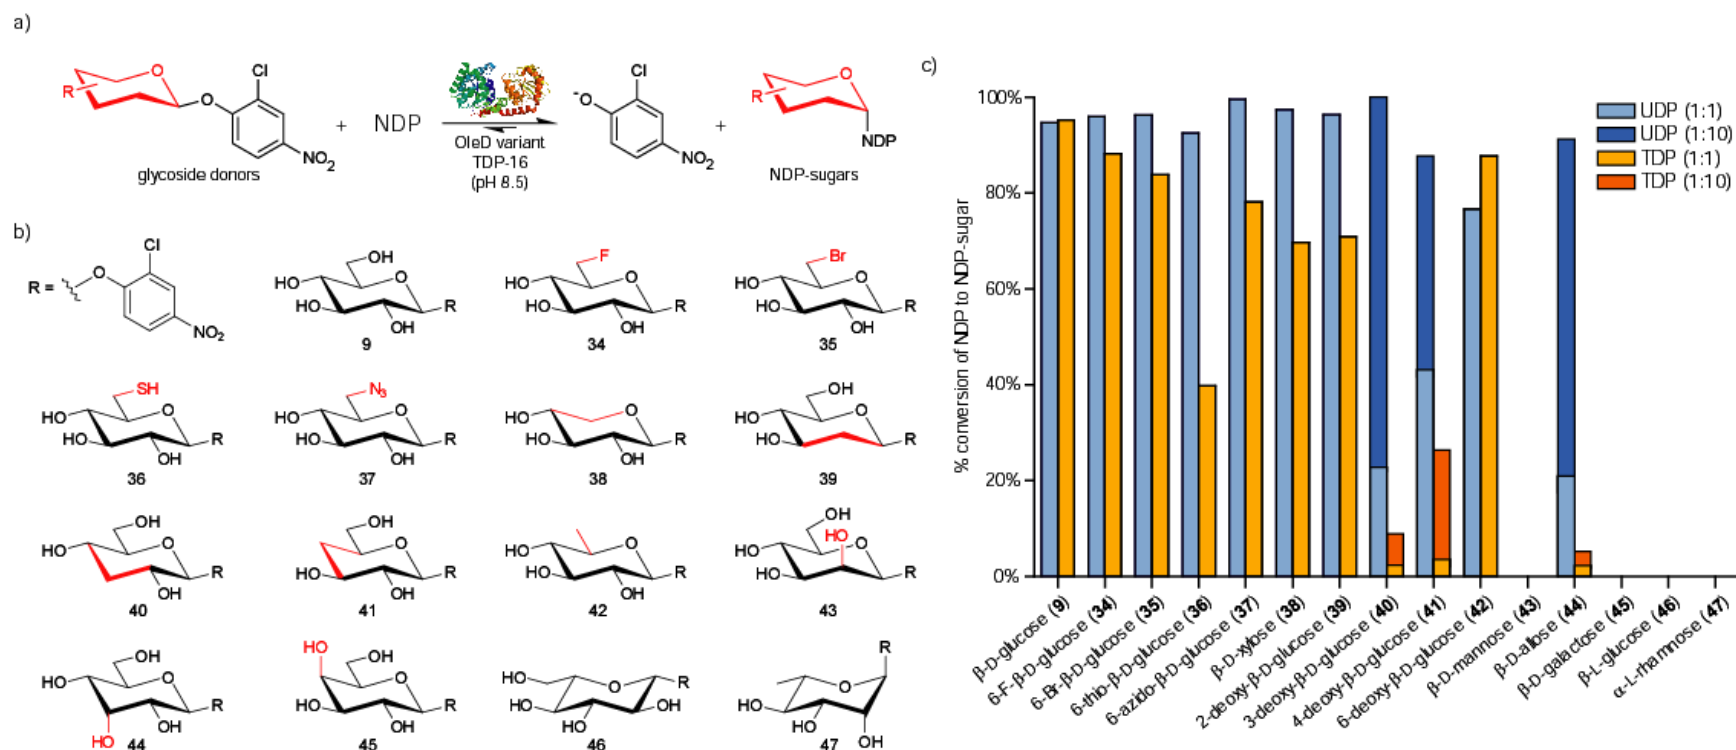 a)
R
O
O
Cl
NO2
glycoside donors
+
NDP
OleD variant
TDP-16
(pH 8.5)
-O
Cl
NO2
+
R
O
NDP
NDP-sugars
b)
R =
O
Cl
NO2
OH
HO
O
HO
R
OH
9
F
HO
O
HO
R
OH
34
Br
HO
O
HO
R
OH
35
SH
HO
O
HO
R
OH
36
N3
HO
O
HO
R
OH
37
HO
O
HO
R
OH
38
OH
HO
O
HO
R
39
OH
HO
O
R
OH
40
OH
O
HO
R
OH
41
HO
O
HO
R
OH
42
OH
HO
HO
O
HO
R
43
OH
HO
O
R
OH
HO
44
HO
OH
O
HO
R
OH
45
HO
O
R
HO
OH
HO
46
R
O
HO
HO
OH
47
c)
% conversion of NDP to NDP-sugar
100%
80%
60%
40%
20%
0%
UDP (1:1)
UDP (1:10)
TDP (1:1)
TDP (1:10)
β-D-glucose (9)
6-F-β-D-glucose (34)
6-Br-β-D-glucose (35)
6-thio-β-D-glucose (36)
6-azido-β-D-glucose (37)
β-D-xylose (38)
2-deoxy-β-D-glucose (39)
3-deoxy-β-D-glucose (40)
4-deoxy-β-D-glucose (41)
6-deoxy-β-D-glucose (42)
β-D-mannose (43)
β-D-allose (44)
β-D-galactose (45)
β-L-glucose (46)
α-L-rhamnose (47)